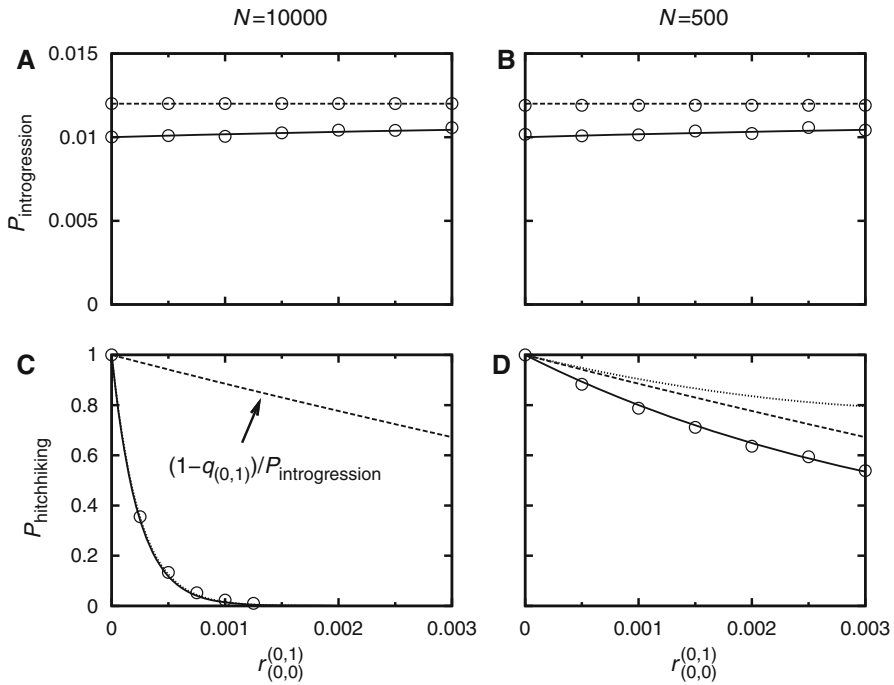 N=10000
N=500
A
B
0.015
0.01
0.005
0
P_introgression
C
D
1
0.8
0.6
0.4
0.2
0
P_hitchhiking
(1−q_(0,1))/P_introgression
0 0.001 0.002 0.003
0 0.001 0.002 0.003
r_(0,0)^(0,1)
r_(0,0)^(0,1)